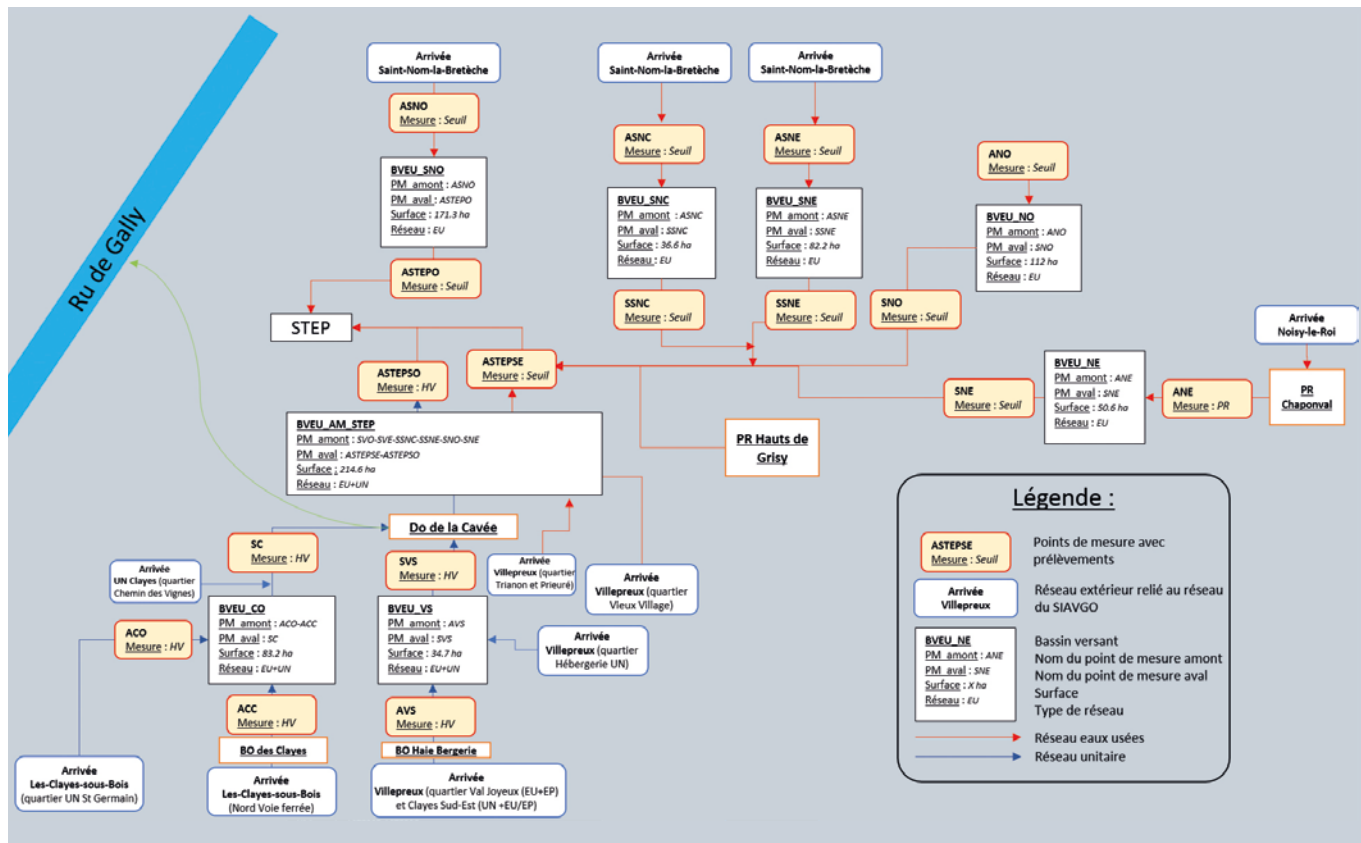 Arrivée
Saint-Nom-la-Bretèche
Arrivée
Saint-Nom-la-Bretèche
Arrivée
Saint-Nom-la-Bretèche
ASNO
Mesure : Seuil
ASNC
Mesure : Seuil
ASNE
Mesure : Seuil
ANO
Mesure : Seuil
BVEU_SNO
PM_amont : ASNO
PM_aval : ASTEPO
Surface : 171.3 ha
Réseau : EU
BVEU_SNC
PM_amont : ASNC
PM_aval : SSNC
Surface : 36.6 ha
Réseau : EU
BVEU_SNE
PM_amont : ASNE
PM_aval : SSNE
Surface : 82.2 ha
Réseau : EU
BVEU_NO
PM_amont : ANO
PM_aval : SNO
Surface : 112 ha
Réseau : EU
Ru de Gally
ASTEPO
Mesure : Seuil
SSNC
Mesure : Seuil
SSNE
Mesure : Seuil
SNO
Mesure : Seuil
STEP
Arrivée
Noisy-le-Roi
ASTEPSO
Mesure : HV
ASTEPSE
Mesure : Seuil
SNE
Mesure : Seuil
BVEU_NE
PM_amont : ANE
PM_aval : SNE
Surface : 50.6 ha
Réseau : EU
ANE
Mesure : PR
PR
Chaponval
BVEU_AM_STEP
PM_amont : SVO-SVE-SSNC-SSNE-SNO-SNE
PM_aval : ASTEPSE-ASTEPSO
Surface : 214.6 ha
Réseau : EU+UN
PR Hauts de
Grisy
Do de la Cavée
SC
Mesure : HV
SVS
Mesure : HV
Arrivée
Villepreux (quartier
Trianon et Prieuré)
Arrivée
Villepreux (quartier
Vieux Village)
Arrivée
UN Clayes (quartier
Chemin des Vignes)
BVEU_CO
PM_amont : ACO-ACC
PM_aval : SC
Surface : 83.2 ha
Réseau : EU+UN
BVEU_VS
PM_amont : AVS
PM_aval : SVS
Surface : 34.7 ha
Réseau : EU+UN
ACO
Mesure : HV
Arrivée
Villepreux (quartier
Hébergerie UN)
ACC
Mesure : HV
AVS
Mesure : HV
BO des Clayes
BO Haie Bergerie
Arrivée
Les-Clayes-sous-Bois
(quartier UN St Germain)
Arrivée
Les-Clayes-sous-Bois
(Nord Voie ferrée)
Arrivée
Villepreux (quartier Val Joyeux (EU+EP)
et Clayes Sud-Est (UN +EU/EP)
Légende :
ASTEPSE
Mesure : Seuil
Points de mesure avec
prélèvements
Arrivée
Villepreux
Réseau extérieur relié au réseau
du SIAVGO
BVEU_NE
PM_amont : ANE
PM_aval : SNE
Surface : X ha
Réseau : EU
Bassin versant
Nom du point de mesure amont
Nom du point de mesure aval
Surface
Type de réseau
Réseau eaux usées
Réseau unitaire